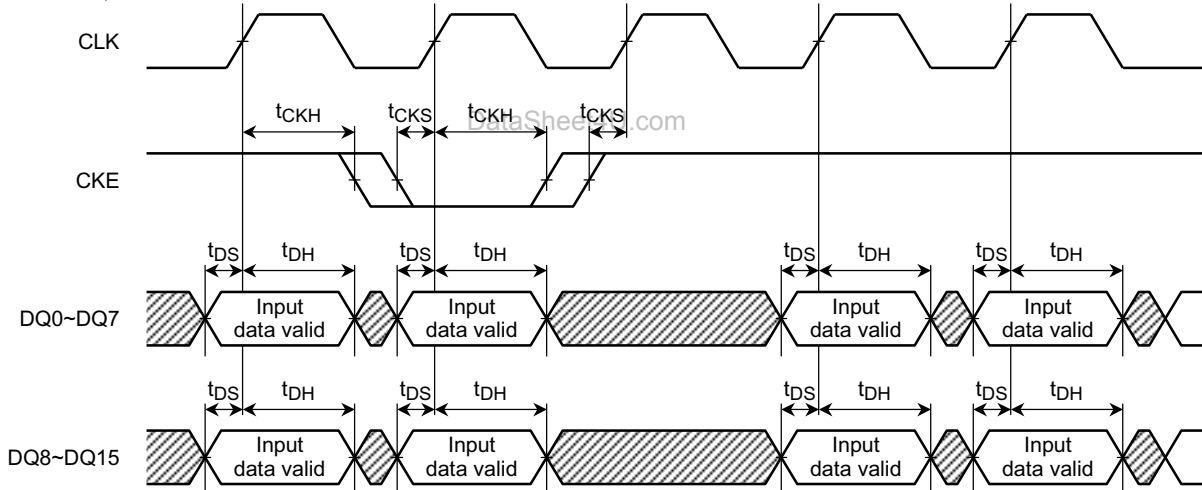 CLK
tCKH tCKS tCKH tCKS
DataSheet4U.com
CKE
tDS tDH tDS tDH tDS tDH tDS tDH
DQ0~DQ7
Input data valid Input data valid Input data valid Input data valid
tDS tDH tDS tDH tDS tDH tDS tDH
DQ8~DQ15
Input data valid Input data valid Input data valid Input data valid